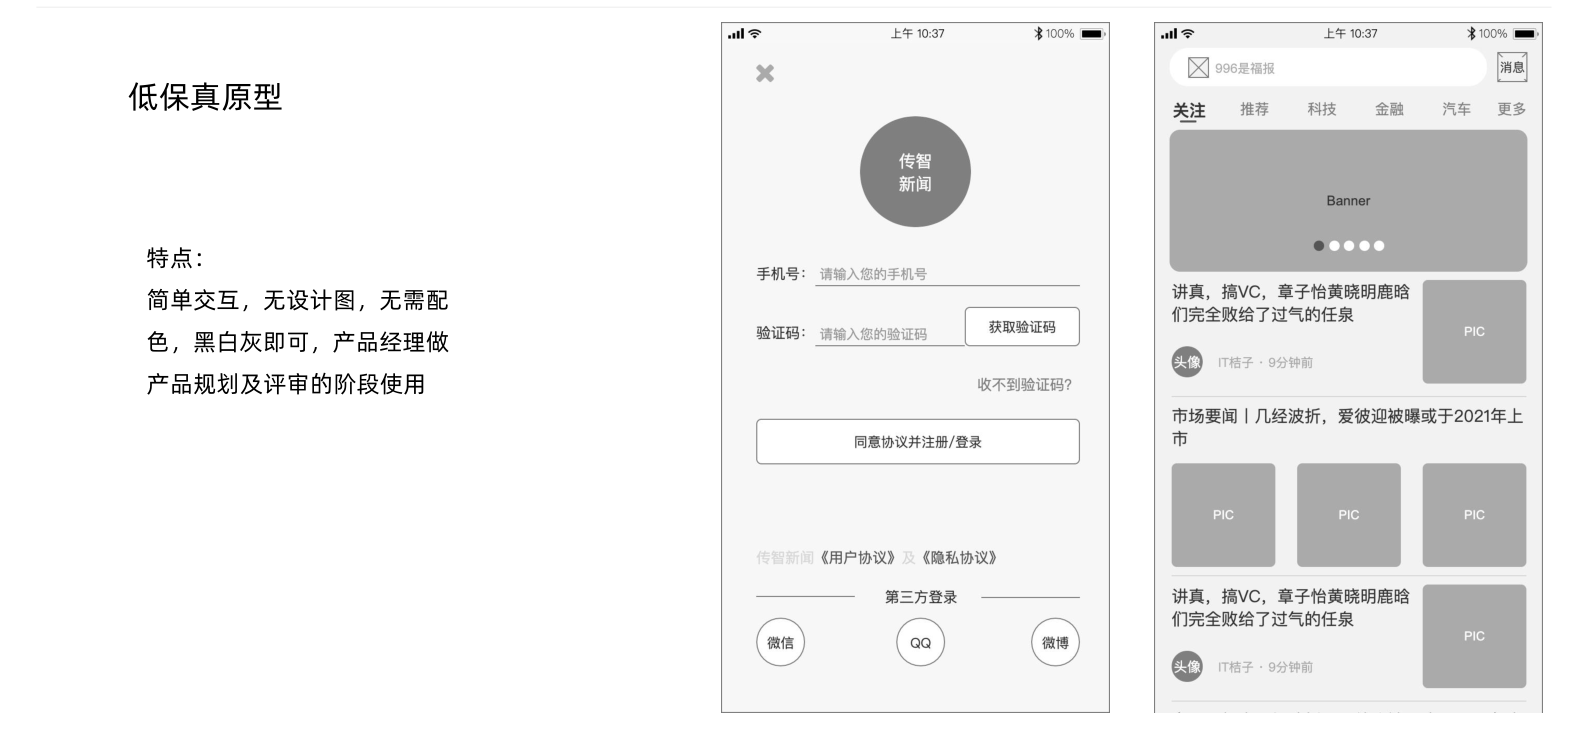 低保真原型
特点：
简单交互，无设计图，无需配
色，黑白灰即可，产品经理做
产品规划及评审的阶段使用
上午 10:37
100%
传智
新闻
手机号：
请输入您的手机号
验证码：
请输入您的验证码
获取验证码
收不到验证码?
同意协议并注册/登录
传智新闻《用户协议》及《隐私协议》
第三方登录
微信
QQ
微博
上午 10:37
100%
996是福报
消息
关注 推荐 科技 金融 汽车 更多
Banner
讲真，搞VC，章子怡黄晓明鹿晗
们完全败给了过气的任泉
PIC
头像
IT桔子 · 9分钟前
市场要闻丨几经波折，爱彼迎被曝或于2021年上
市
PIC PIC PIC
讲真，搞VC，章子怡黄晓明鹿晗
们完全败给了过气的任泉
PIC
头像
IT桔子 · 9分钟前